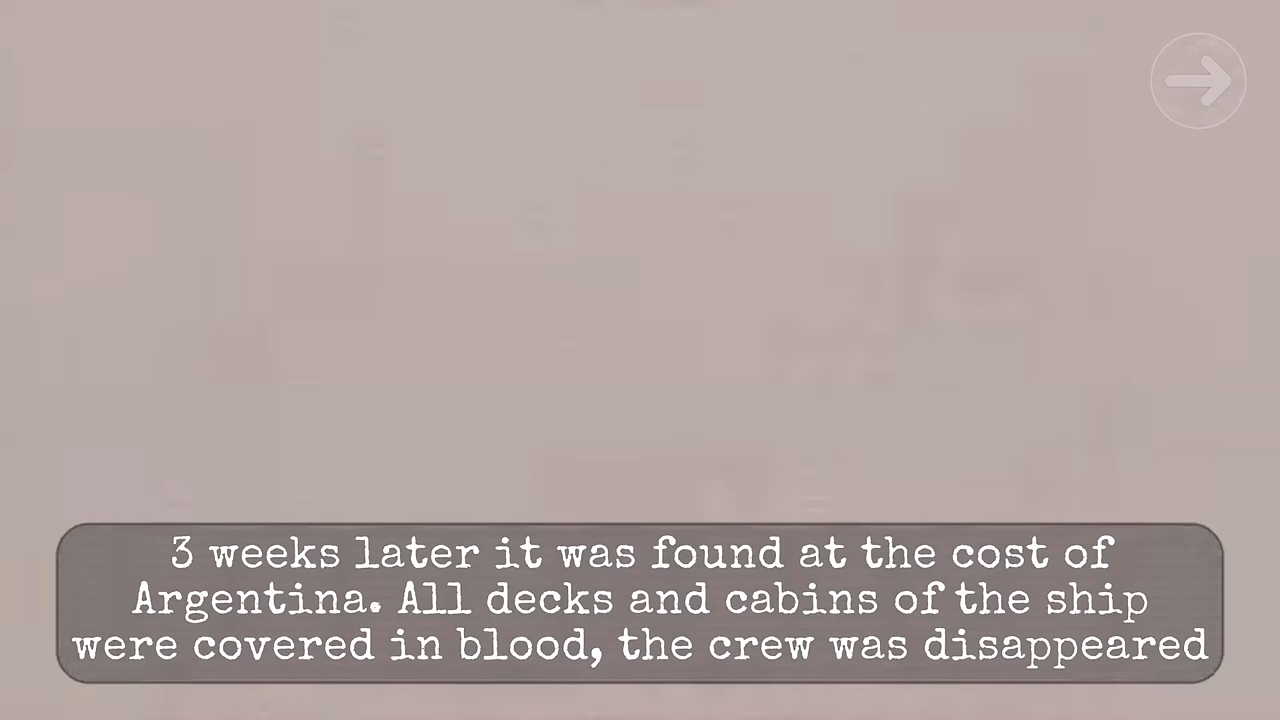 3 weeks later it was found at the cost of
Argentina. All decks and cabins of the ship
were covered in blood, the crew was disappeared